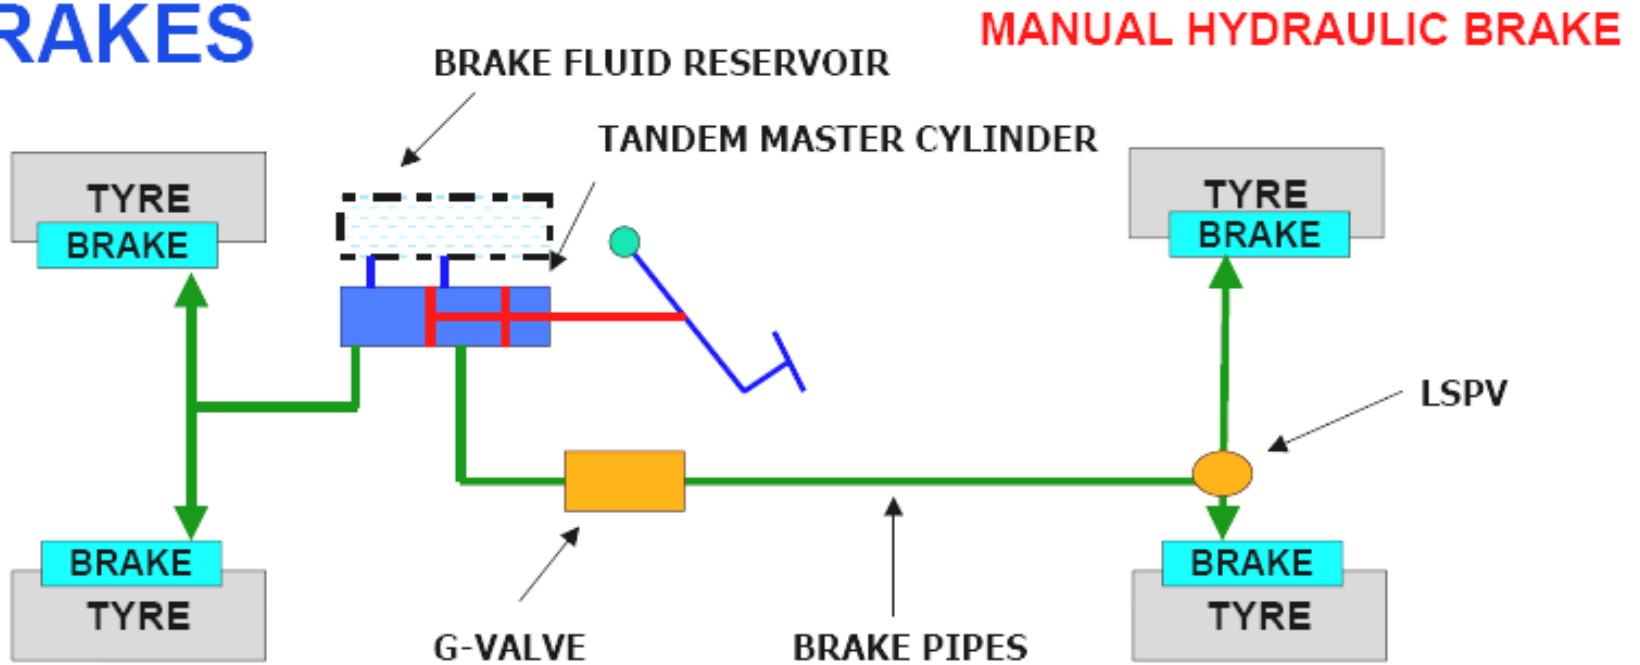 RAKES
MANUAL HYDRAULIC BRAKE
BRAKE FLUID RESERVOIR
TANDEM MASTER CYLINDER
TYRE
BRAKE
TYRE
BRAKE
LSPV
BRAKE
TYRE
BRAKE
TYRE
G-VALVE
BRAKE PIPES